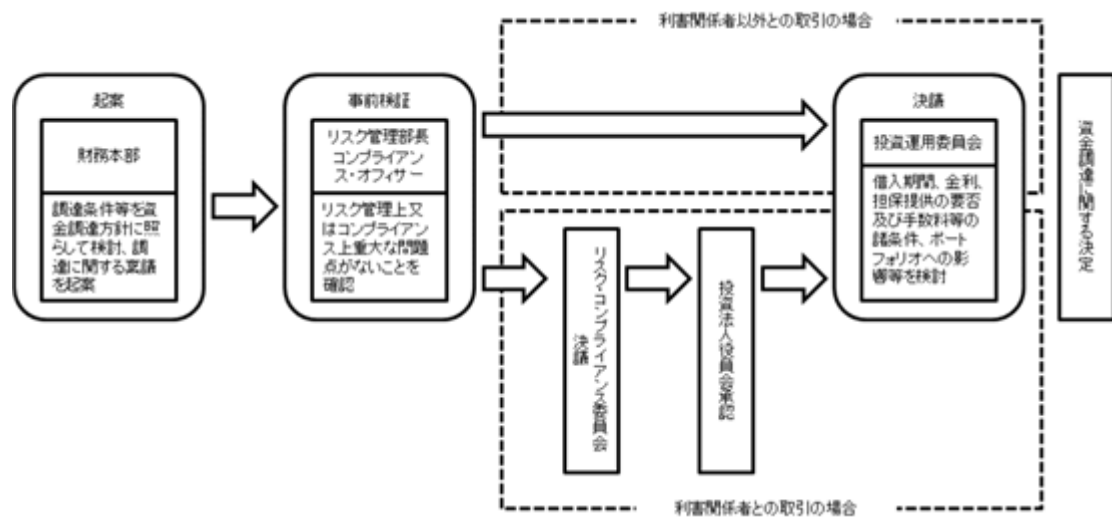 利害関係者以外との取引の場合
起案
財務本部
調達条件等を資
金調達方針に照
らして検討、調
達に関する稟議
を起案
事前検証
リスク管理部長
コンプライアン
ス・オフィサー
リスク管理上又
はコンプライアン
ス上重大な問題
点がないことを
確認
リスク・コンプライアンス委員会
決議
投資法人役員会承認
決議
投資運用委員会
借入期間、金利、
担保提供の要否
及び手数料等の
諸条件、ポート
フォリオへの影
響等を検討
資金調達に関する決定
利害関係者との取引の場合